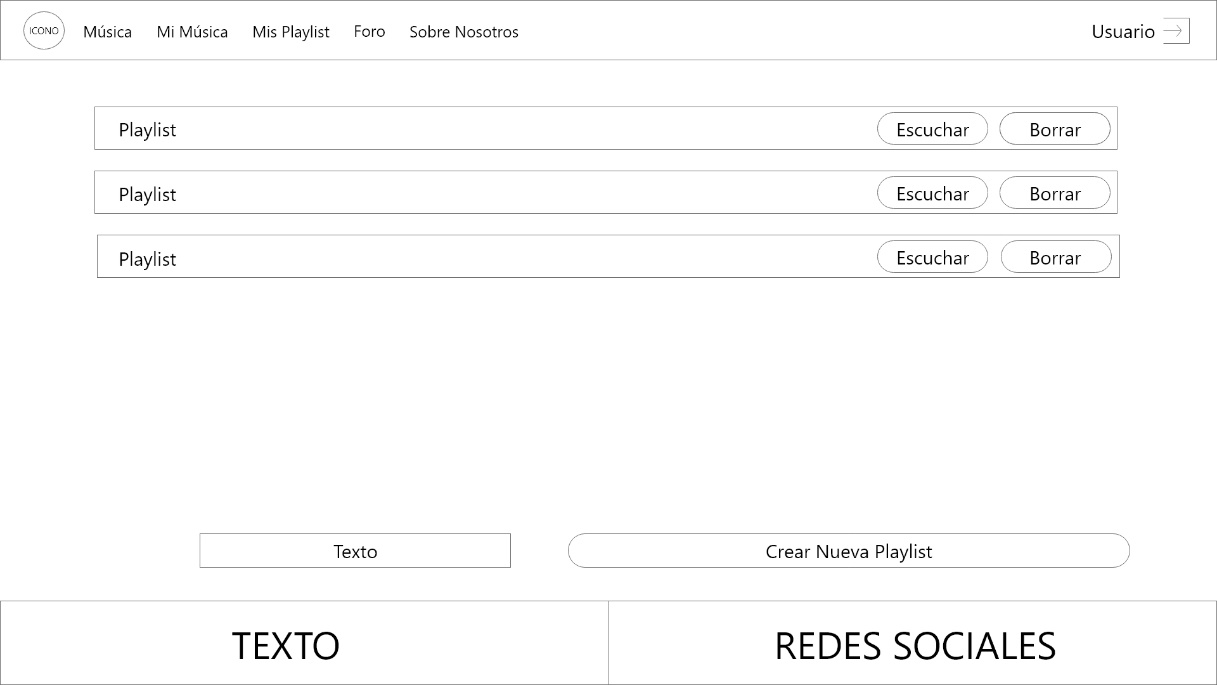 ICONO Música Mi Música Mis Playlist Foro Sobre Nosotros Usuario
Playlist Escuchar Borrar
Playlist Escuchar Borrar
Playlist Escuchar Borrar
Texto Crear Nueva Playlist
TEXTO REDES SOCIALES